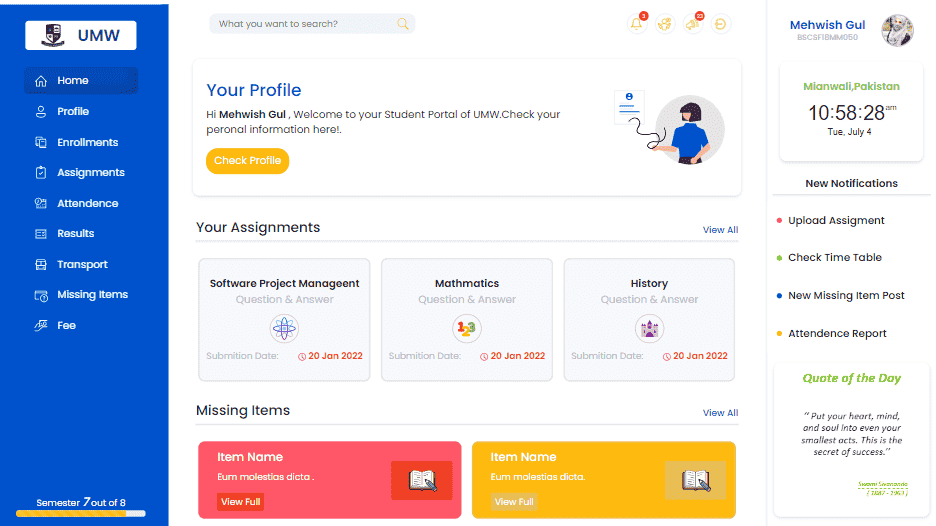 UMW
Home
Profile
Enrollments
Assignments
Attendence
Results
Transport
Missing Items
Fee
Semester 7 out of 8
What you want to search?
3
23
Your Profile
Hi Mehwish Gul , Welcome to your Student Portal of UMW.Check your
peronal information here!.
Check Profile
Your Assignments
View All
Software Project Manageent
Question & Answer
Submition Date: 20 Jan 2022
Mathmatics
Question & Answer
Submition Date: 20 Jan 2022
History
Question & Answer
Submition Date: 20 Jan 2022
Missing Items
View All
Item Name
Eum molestias dicta .
View Full
Item Name
Eum molestias dicta.
View Full
Mehwish Gul
BSCSF18MM050
Mianwali,Pakistan
10:58:28 am
Tue, July 4
New Notifications
Upload Assigment
Check Time Table
New Missing Item Post
Attendence Report
Quote of the Day
“ Put your heart, mind,
and soul into even your
smallest acts. This is the
secret of success.”
Swami Sivananda